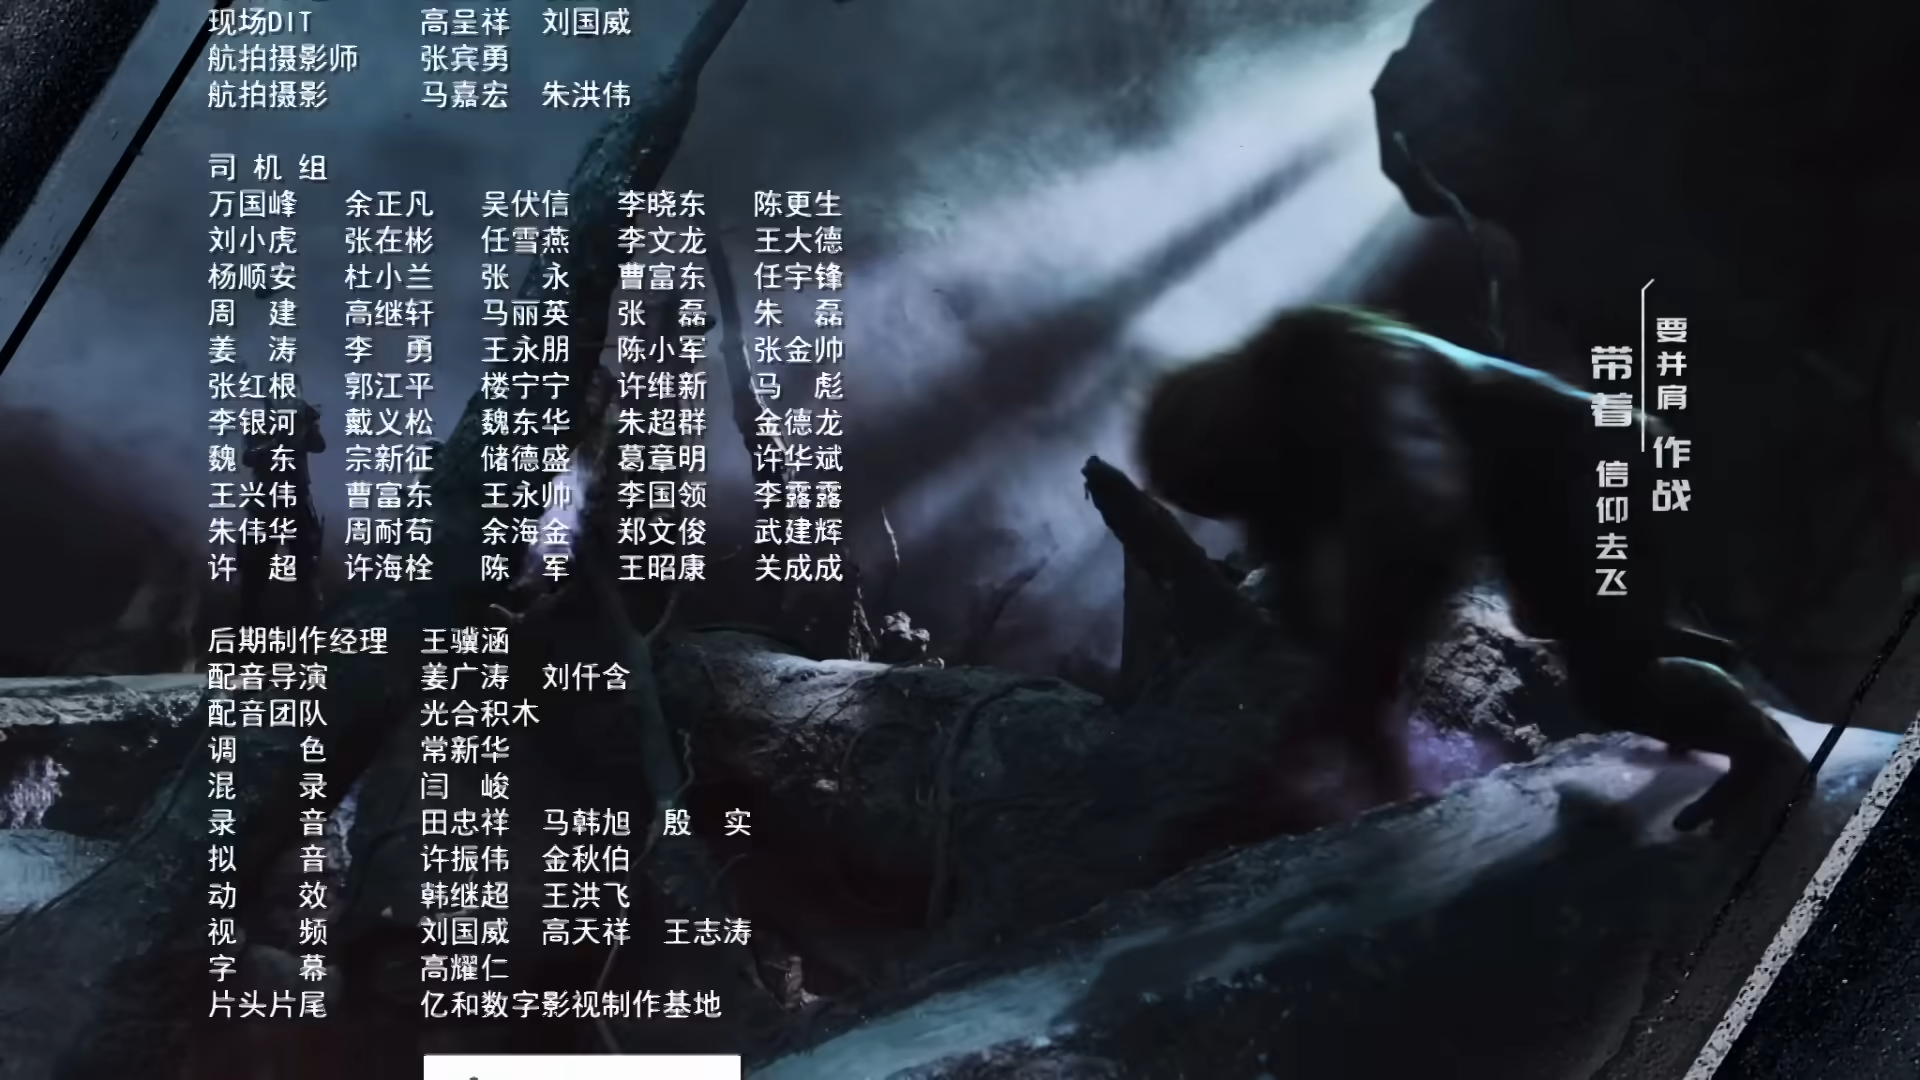 现场DIT 高呈祥 刘国威
航拍摄影师 张宾勇
航拍摄影 马嘉宏 朱洪伟
司机组
万国峰 余正凡 吴伏信 李晓东 陈更生
刘小虎 张在彬 任雪燕 李文龙 王大德
杨顺安 杜小兰 张永 曹富东 任宇锋
周建 高继轩 马丽英 张磊 朱磊
姜涛 李勇 王永朋 陈小军 张金帅
张红根 郭江平 楼宁宁 许维新 马彪
李银河 戴义松 魏东华 朱超群 金德龙
魏东 宗新征 储德盛 葛章明 许华斌
王兴伟 曹富东 王永帅 李国领 李露露
朱伟华 周耐苟 余海金 郑文俊 武建辉
许超 许海栓 陈军 王昭康 关成成
后期制作经理 王骥涵
配音导演 姜广涛 刘仟含
配音团队 光合积木
调色 常新华
混录 闫峻
录音 田忠祥 马韩旭 殷实
拟音 许振伟 金秋伯
动效 韩继超 王洪飞
视频 刘国威 高天祥 王志涛
字幕 高耀仁
片头片尾 亿和数字影视制作基地
要并肩作战
带着信仰去飞